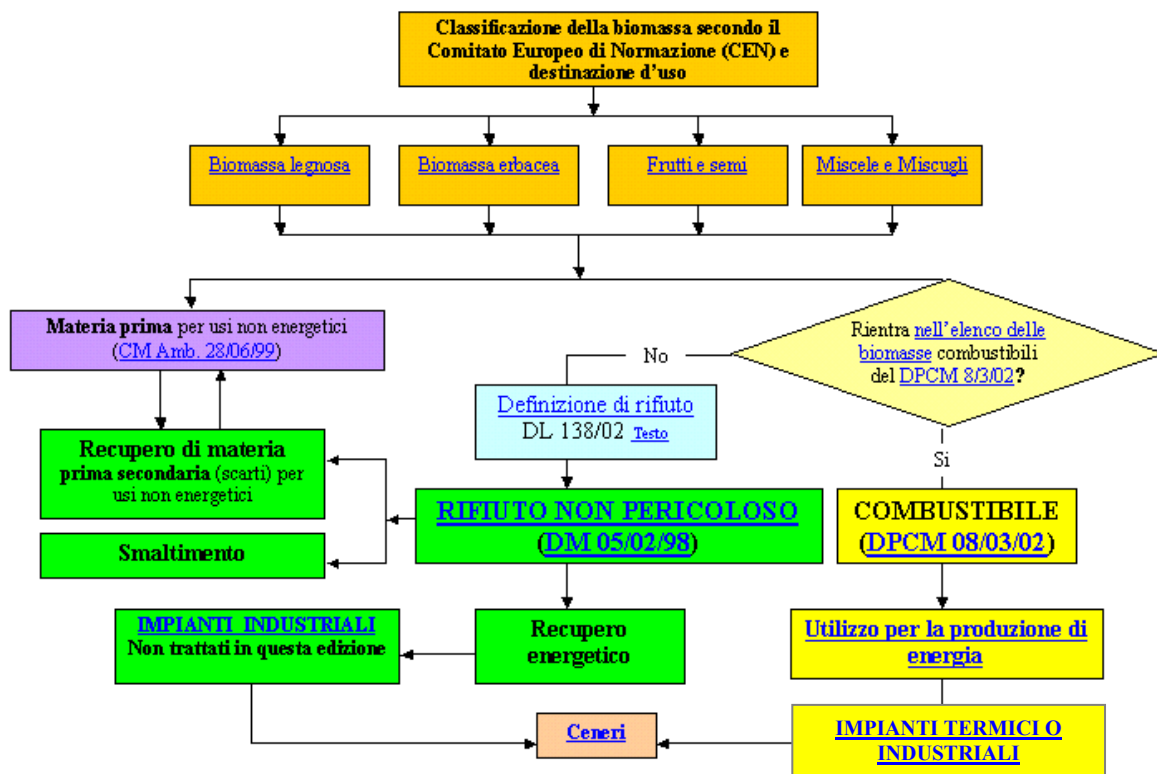 Classificazione della biomassa secondo il
Comitato Europeo di Normazione (CEN) e
destinazione d'uso
Biomassa legnosa
Biomassa erbacea
Frutti e semi
Miscele e Miscugli
Materia prima per usi non energetici
(CM Amb. 28/06/99)
Rientra nell'elenco delle
biomasse combustibili
del DPCM 8/3/02?
No
Definizione di rifiuto
DL 138/02 Testo
Si
Recupero di materia
prima secondaria (scarti) per
usi non energetici
RIFIUTO NON PERICOLOSO
(DM 05/02/98)
COMBUSTIBILE
(DPCM 08/03/02)
Smaltimento
IMPIANTI INDUSTRIALI
Non trattati in questa edizione
Recupero
energetico
Utilizzo per la produzione di
energia
Ceneri
IMPIANTI TERMICI O
INDUSTRIALI